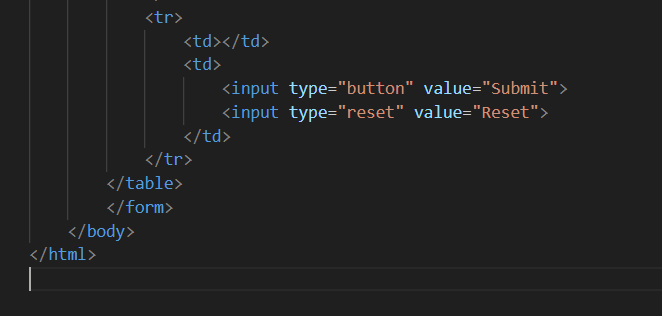 <tr>
<td></td>
<td>
<input type="button" value="Submit">
<input type="reset" value="Reset">
</td>
</tr>
</table>
</form>
</body>
</html>